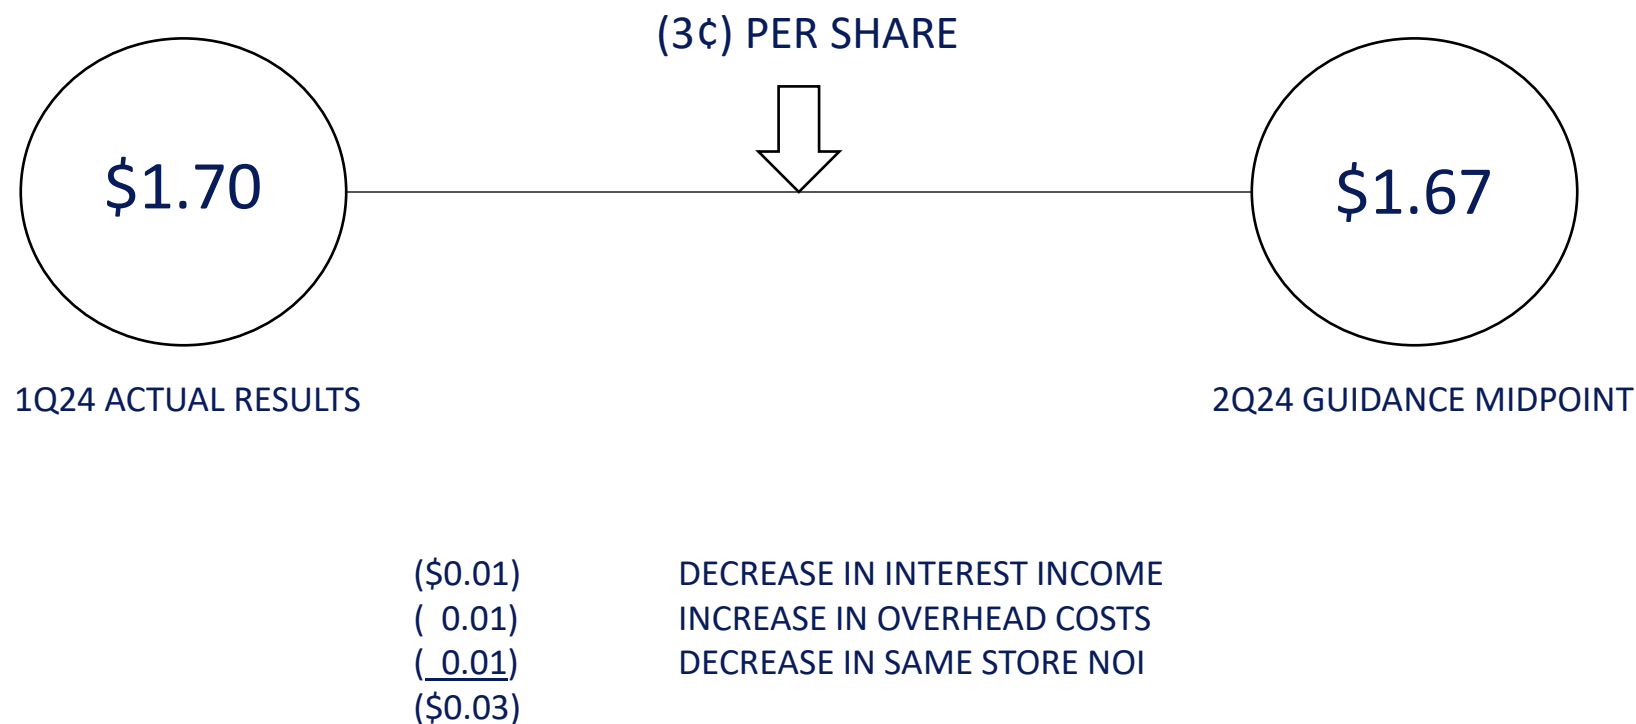 (3¢) PER SHARE
$1.70
$1.67
1Q24 ACTUAL RESULTS
2Q24 GUIDANCE MIDPOINT
($0.01) DECREASE IN INTEREST INCOME
( 0.01) INCREASE IN OVERHEAD COSTS
( 0.01) DECREASE IN SAME STORE NOI
($0.03)